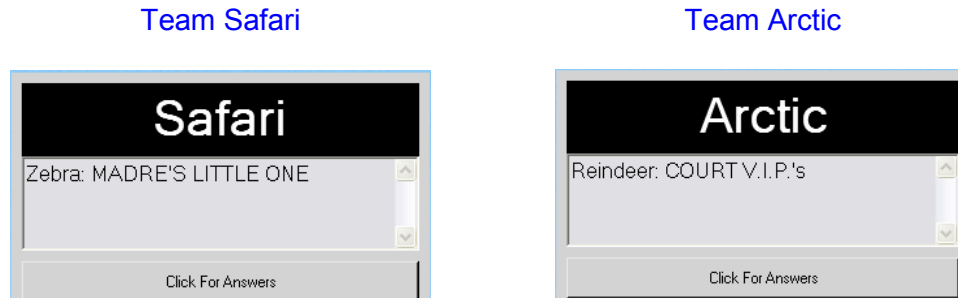 Team Safari
Team Arctic
Safari
Zebra: MADRE'S LITTLE ONE
Click For Answers
Arctic
Reindeer: COURT V.I.P.'s
Click For Answers